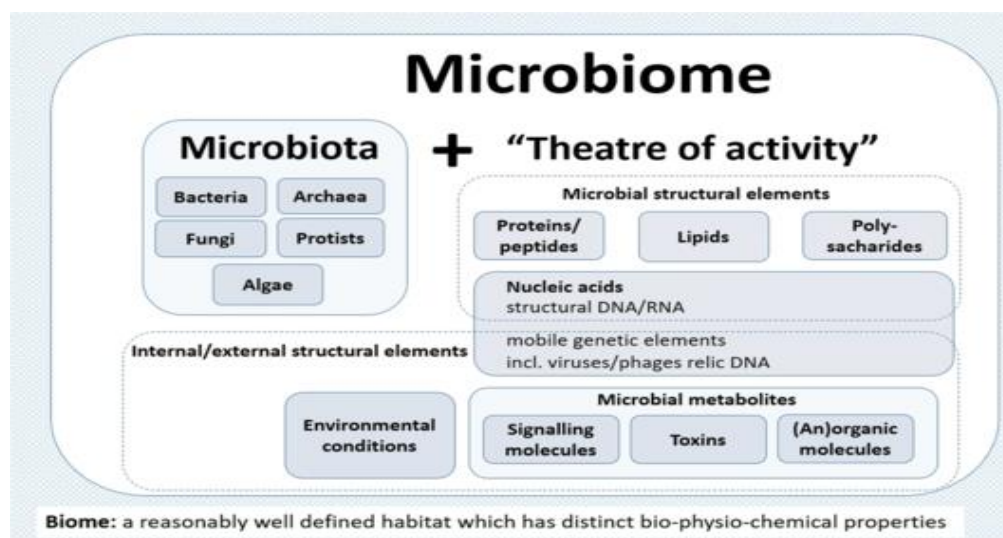 Microbiome
Microbiota + “Theatre of activity”
Bacteria
Archaea
Fungi
Protists
Algae
Microbial structural elements
Proteins/
peptides
Lipids
Poly-
sacharides
Nucleic acids
structural DNA/RNA
mobile genetic elements
incl. viruses/phages relic DNA
Internal/external structural elements
Environmental
conditions
Microbial metabolites
Signalling
molecules
Toxins
(An)organic
molecules
Biome: a reasonably well defined habitat which has distinct bio-physio-chemical properties